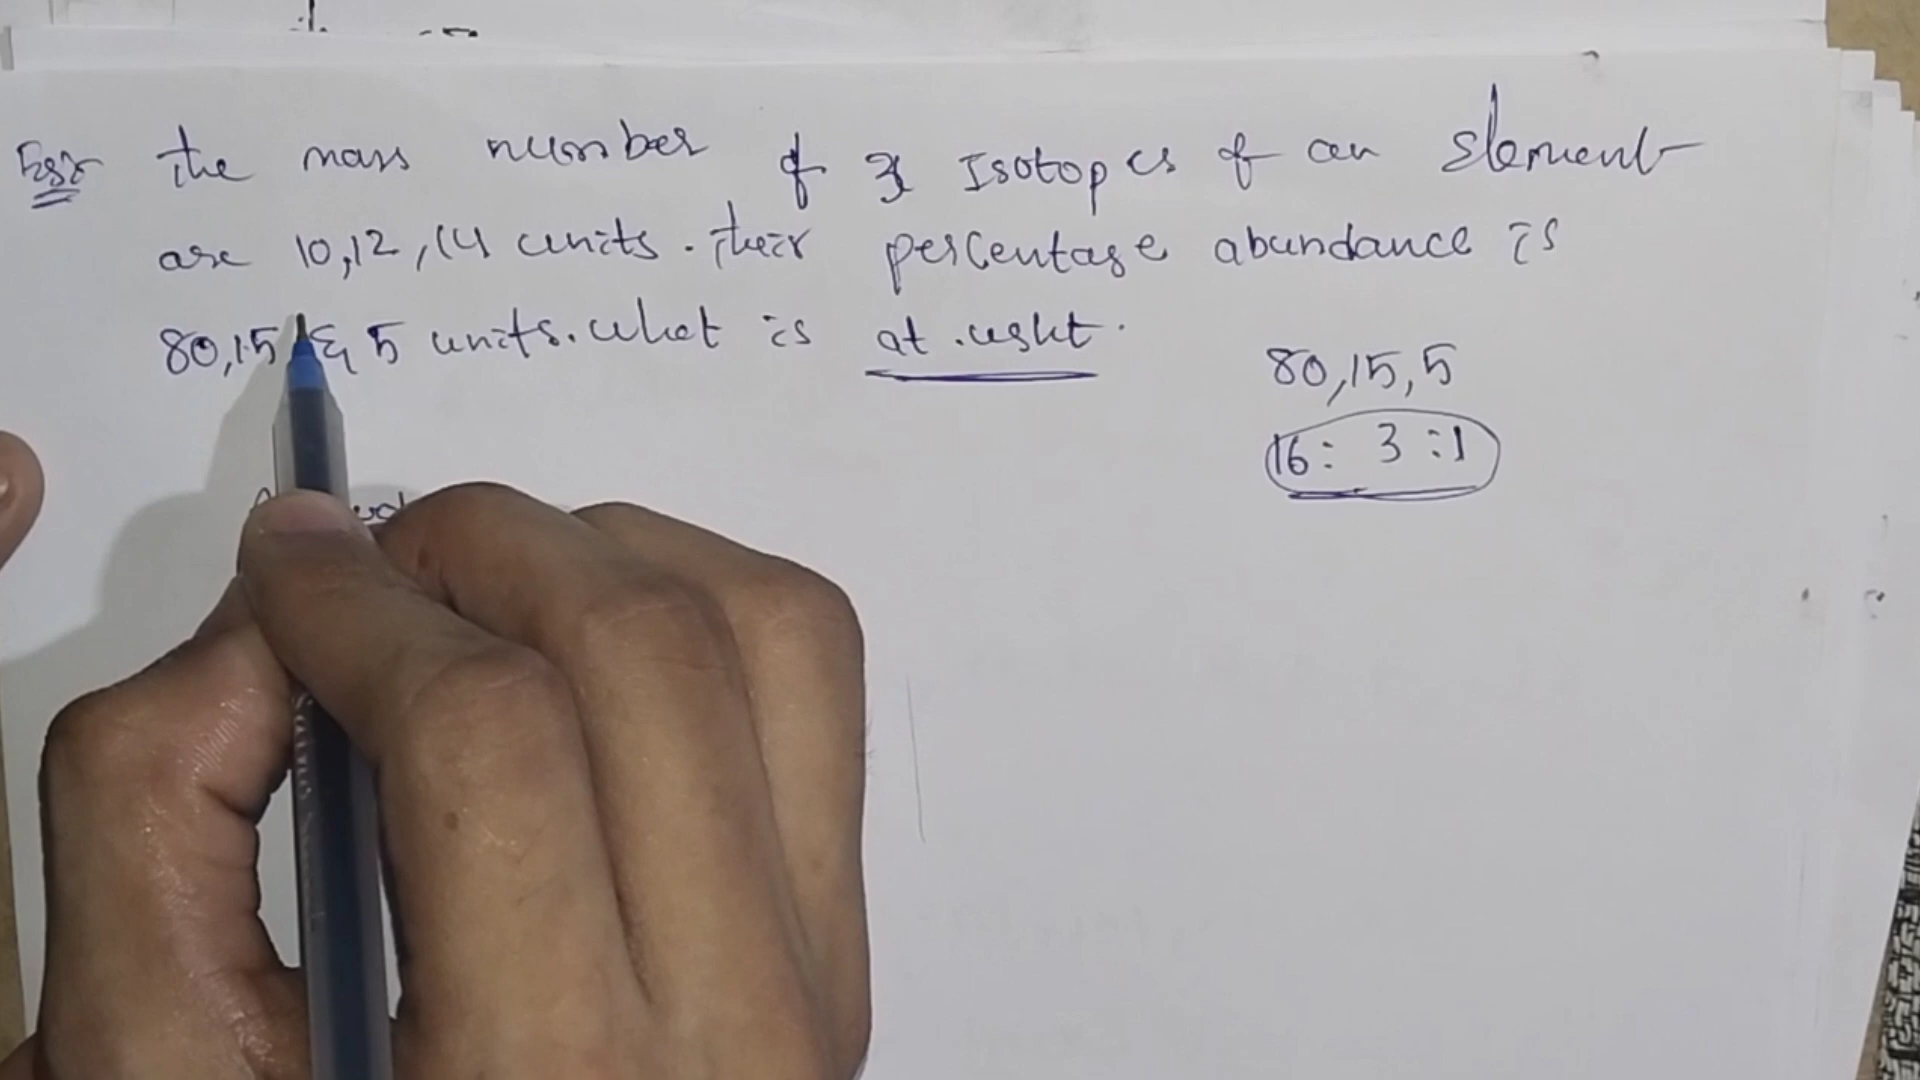 the mass number of 3 Isotopes of an Element
are 10,12,14 units. their percentage abundance is
80,15 & 5 units. what is at.wght.
80,15,5
16: 3 :1